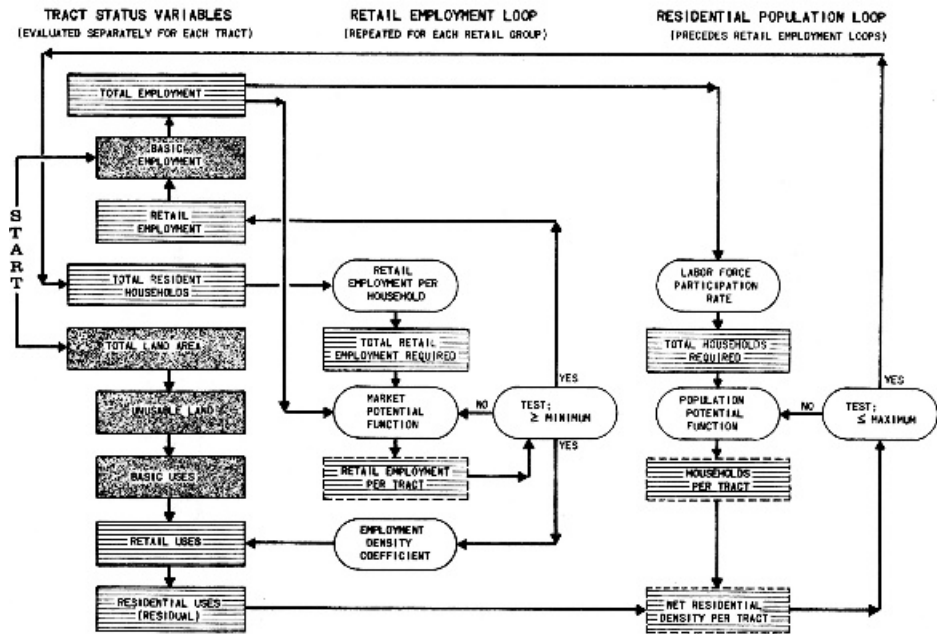 TRACT STATUS VARIABLES
(EVALUATED SEPARATELY FOR EACH TRACT)
RETAIL EMPLOYMENT LOOP
(REPEATED FOR EACH RETAIL GROUP)
RESIDENTIAL POPULATION LOOP
(PRECEDES RETAIL EMPLOYMENT LOOPS)
TOTAL EMPLOYMENT
BASIC
EMPLOYMENT
RETAIL
EMPLOYMENT
START
TOTAL RESIDENT
HOUSEHOLDS
TOTAL LAND AREA
UNUSABLE LAND
BASIC USES
RETAIL USES
RESIDENTIAL USES
(RESIDUAL)
RETAIL
EMPLOYMENT PER
HOUSEHOLD
TOTAL RETAIL
EMPLOYMENT REQUIRED
MARKET
POTENTIAL
FUNCTION
NO
TEST;
≥ MINIMUM
YES
YES
RETAIL EMPLOYMENT
PER TRACT
EMPLOYMENT
DENSITY
COEFFICIENT
LABOR FORCE
PARTICIPATION
RATE
TOTAL HOUSEHOLDS
REQUIRED
POPULATION
POTENTIAL
FUNCTION
NO
TEST;
≤ MAXIMUM
YES
HOUSEHOLDS
PER TRACT
NET RESIDENTIAL
DENSITY PER TRACT